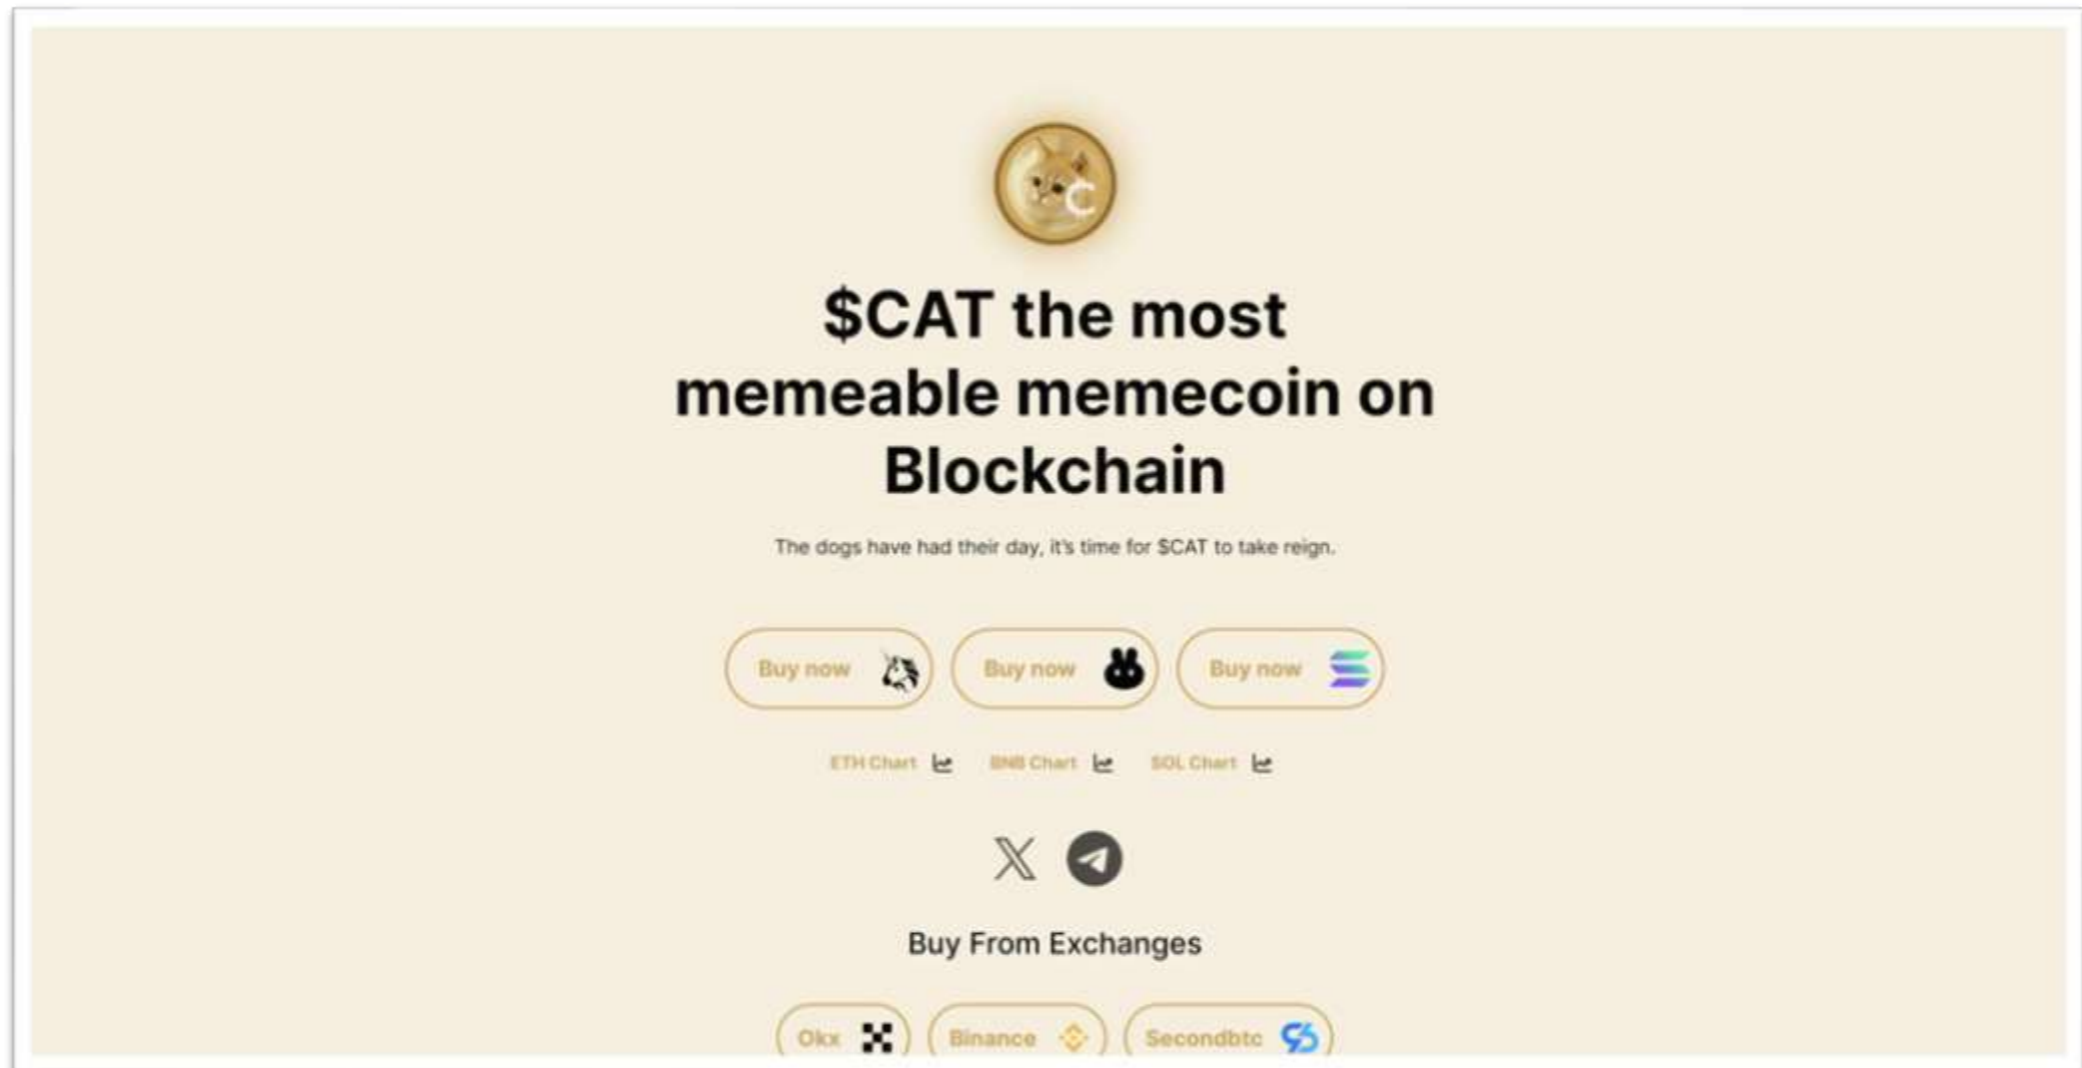 C
$CAT the most
memeable memecoin on
Blockchain
The dogs have had their day, it's time for $CAT to take reign.
Buy now Buy now Buy now
ETH Chart BNB Chart SOL Chart
Buy From Exchanges
Okx Binance Secondbtc